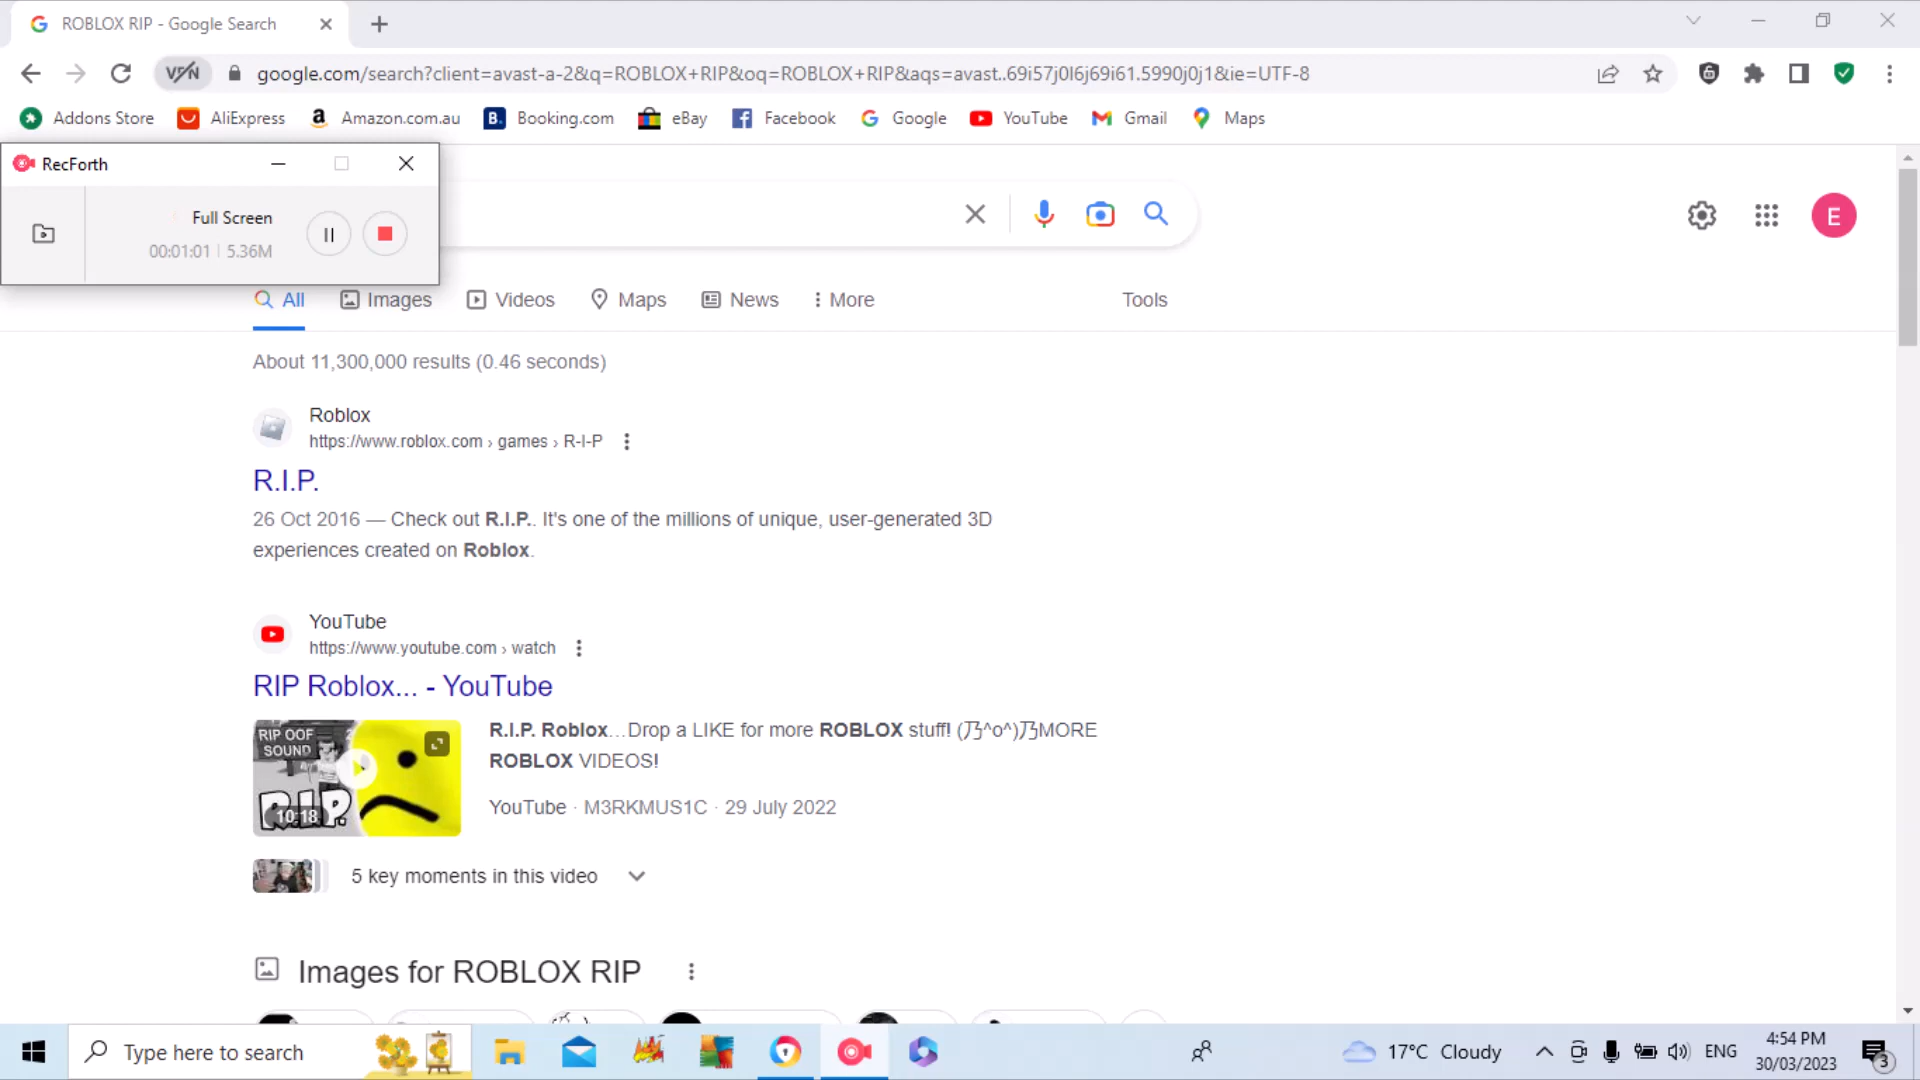 ROBLOX RIP - Google Search
VPN
google.com/search?client=avast-a-2&q=ROBLOX+RIP&oq=ROBLOX+RIP&aqs=avast..69i57j0l6j69i61.5990j0j1&ie=UTF-8
Addons Store AliExpress Amazon.com.au Booking.com eBay Facebook Google YouTube Gmail Maps
RecForth
Full Screen
00:01:01 | 5.36M
E
All Images Videos Maps News More Tools
About 11,300,000 results (0.46 seconds)
Roblox
https://www.roblox.com › games › R-I-P
R.I.P.
26 Oct 2016 — Check out R.I.P.. It's one of the millions of unique, user-generated 3D
experiences created on Roblox.
YouTube
https://www.youtube.com › watch
RIP Roblox... - YouTube
RIP OOF
SOUND
R.I.P.
10:18
R.I.P. Roblox...Drop a LIKE for more ROBLOX stuff! (乃^o^)乃MORE
ROBLOX VIDEOS!
YouTube · M3RKMUS1C · 29 July 2022
5 key moments in this video
Images for ROBLOX RIP
Type here to search
17°C Cloudy
ENG
4:54 PM
30/03/2023
3